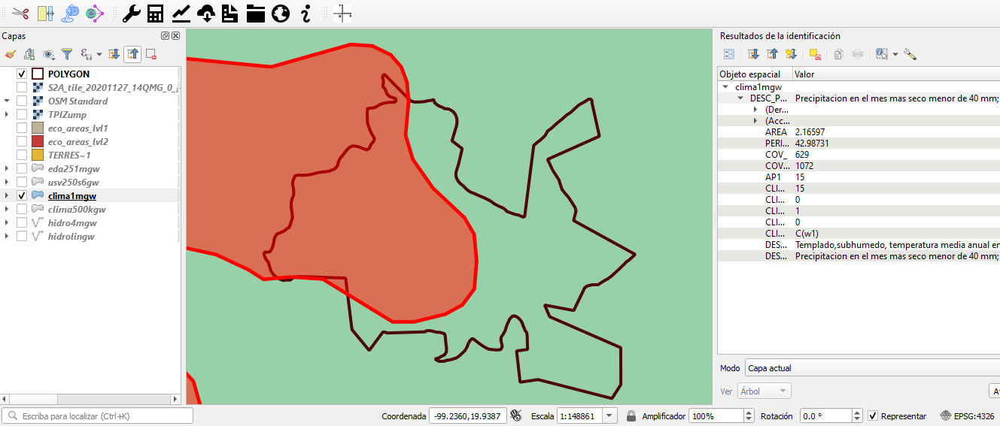 Capas
POLYGON
S2A_tile_20201127_14QMG_0_
OSM Standard
TPIZump
eco_areas_lvl1
eco_areas_lvl2
TERRES~1
eda251mgw
usv250s6gw
clima1mgw
clima500kgw
hidro4mgw
hidrolingw
Resultados de la identificación
Objeto espacial Valor
clima1mgw
DESC_P... Precipitacion en el mes mas seco menor de 40 mm;
(Der...
(Acc...
AREA 2.16597
PERI... 42.98731
COV_ 629
COV... 1072
AP1 15
CLI... 15
CLI... 0
CLI... 1
CLI... 0
CLI... C(w1)
DES... Templado,subhumedo, temperatura media anual en
DES... Precipitacion en el mes mas seco menor de 40 mm;
Modo Capa actual
Ver Árbol
Escriba para localizar (Ctrl+K) Coordenada -99.2360,19.9387 Escala 1:148861 Amplificador 100% Rotación 0.0 ° Representar EPSG:4326